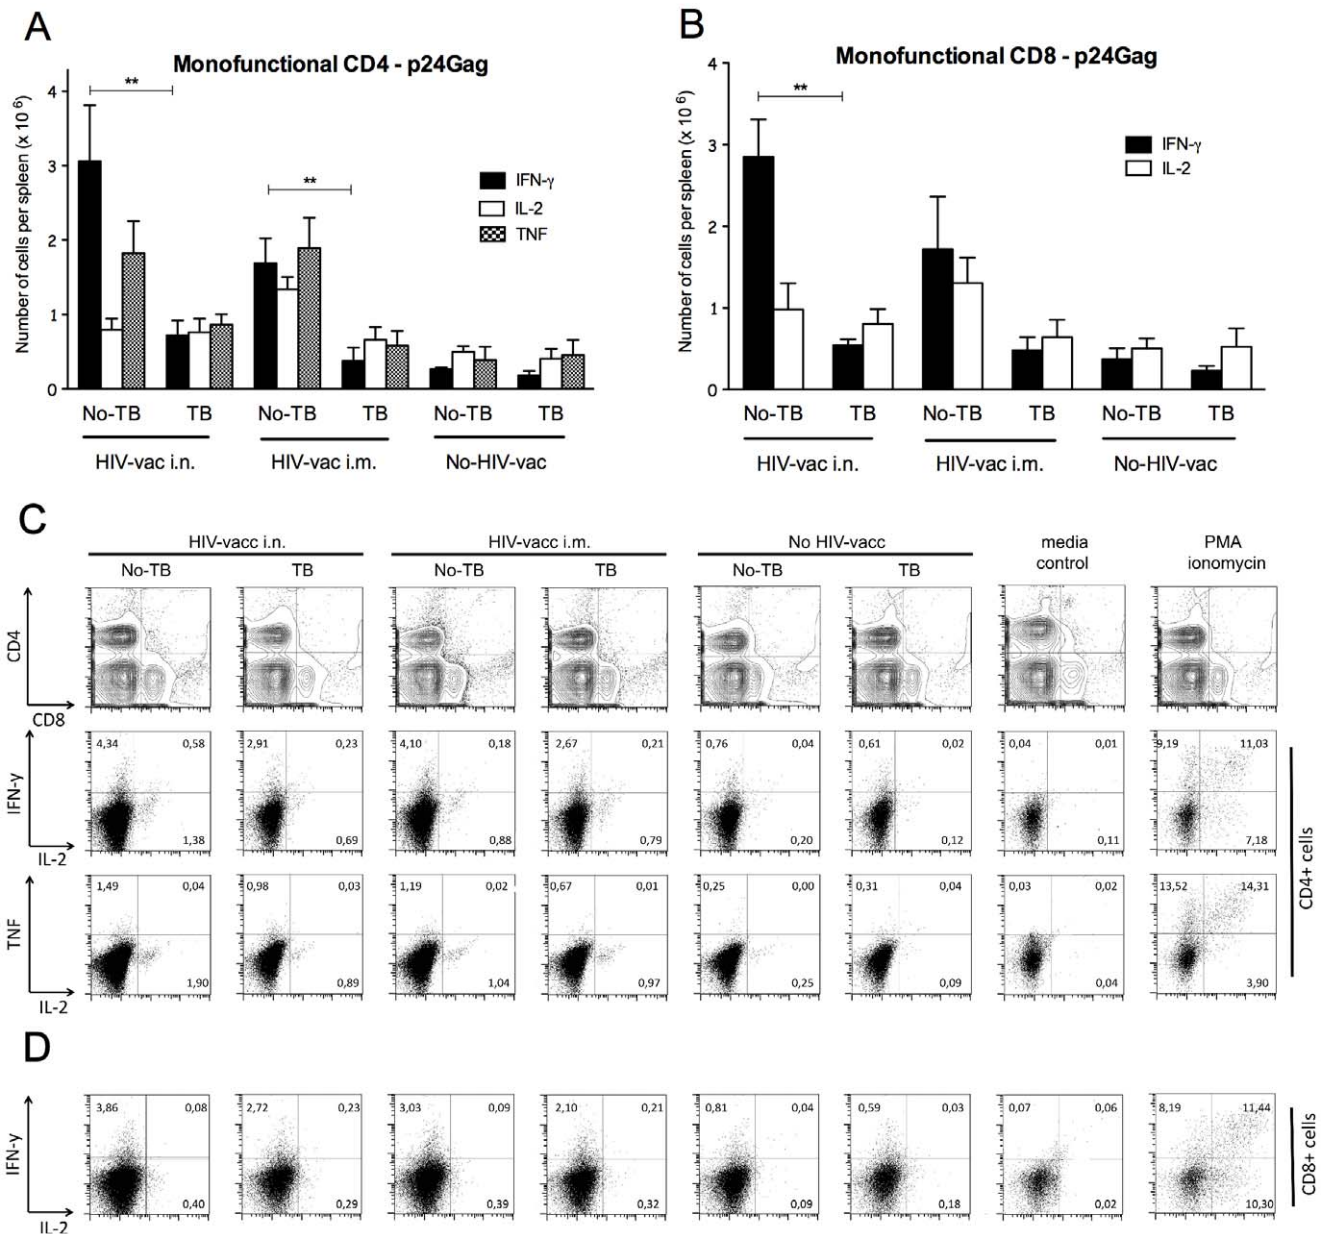 A
Monofunctional CD4 - p24Gag
Number of cells per spleen (x 10 6)
4
3
2
1
0
**
**
IFN-γ
IL-2
TNF
No-TB TB No-TB TB No-TB TB
HIV-vac i.n. HIV-vac i.m. No-HIV-vac
B
Monofunctional CD8 - p24Gag
Number of cells per spleen (x 10 6)
4
3
2
1
0
**
IFN-γ
IL-2
No-TB TB No-TB TB No-TB TB
HIV-vac i.n. HIV-vac i.m. No-HIV-vac
C
HIV-vacc i.n. HIV-vacc i.m. No HIV-vacc media PMA
No-TB TB No-TB TB No-TB TB control ionomycin
CD4
CD8
IFN-y
4,34 0,58 2,91 0,23 4,10 0,18 2,67 0,21 0,76 0,04 0,61 0,02 0,04 0,01 9,19 11,03
1,38 0,69 0,88 0,79 0,20 0,12 0,11 7,18
IL-2
TNF
1,49 0,04 0,98 0,03 1,19 0,02 0,67 0,01 0,25 0,00 0,31 0,04 0,03 0,02 13,52 14,31
1,90 0,89 1,04 0,97 0,25 0,09 0,04 3,90
IL-2
CD4+ cells
D
IFN-y
3,86 0,08 2,72 0,23 3,03 0,09 2,10 0,21 0,81 0,04 0,59 0,03 0,07 0,06 8,19 11,44
0,40 0,29 0,39 0,32 0,09 0,18 0,02 10,30
IL-2
CD8+ cells